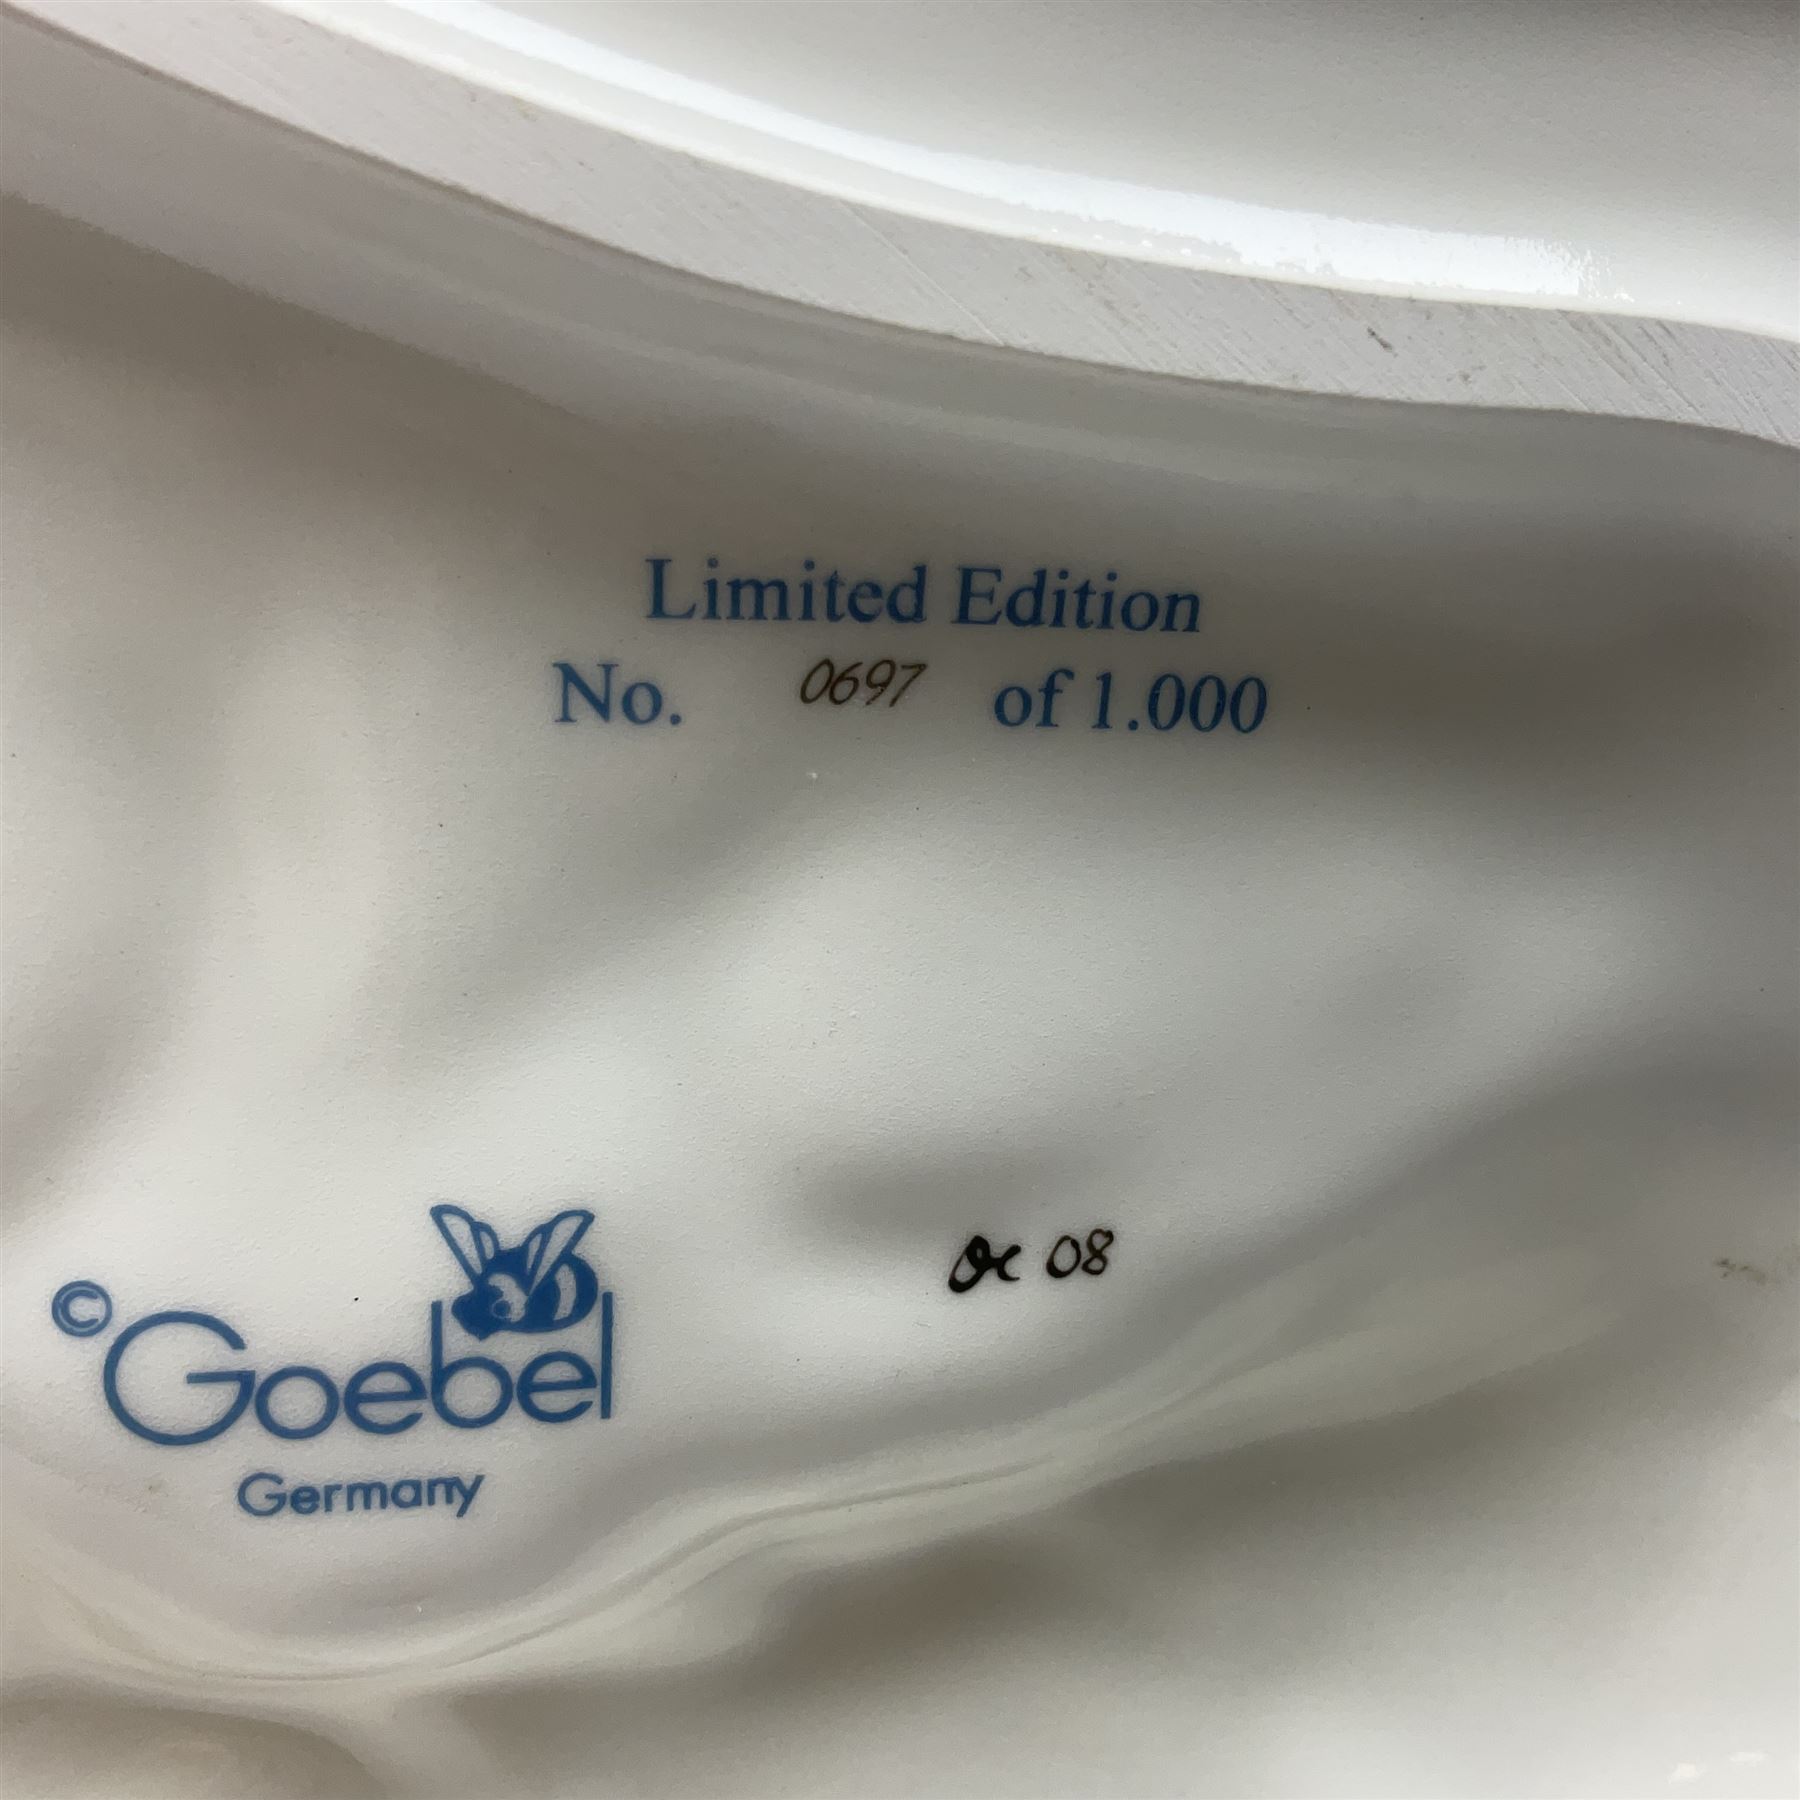 Limited Edition
No. 0697 of 1.000
08
©Goebel
Germany